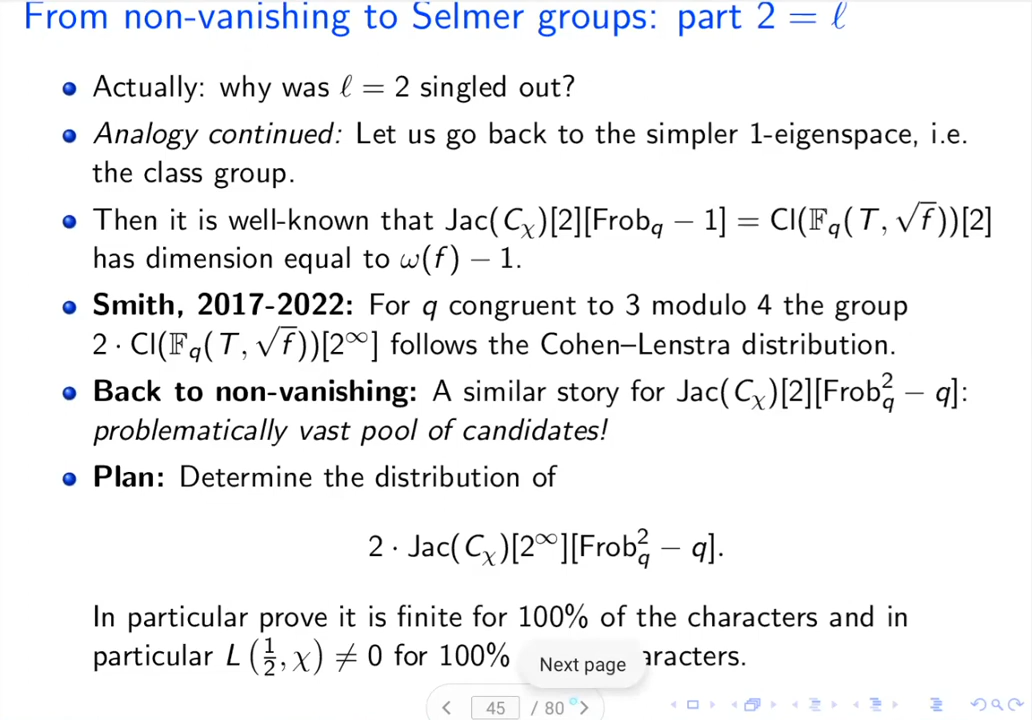 From non-vanishing to Selmer groups: part 2 = ℓ
Actually: why was ℓ = 2 singled out?
Analogy continued: Let us go back to the simpler 1-eigenspace, i.e.
the class group.
Then it is well-known that Jac(C_χ)[2][Frob_q − 1] = Cl(𝔽_q(T, √f))[2]
has dimension equal to ω(f) − 1.
Smith, 2017-2022: For q congruent to 3 modulo 4 the group
2 · Cl(𝔽_q(T, √f))[2^∞] follows the Cohen–Lenstra distribution.
Back to non-vanishing: A similar story for Jac(C_χ)[2][Frob_q^2 − q]:
problematically vast pool of candidates!
Plan: Determine the distribution of
2 · Jac(C_χ)[2^∞][Frob_q^2 − q].
In particular prove it is finite for 100% of the characters and in
particular L(1/2, χ) ≠ 0 for 100% aracters.
Next page
45 / 80